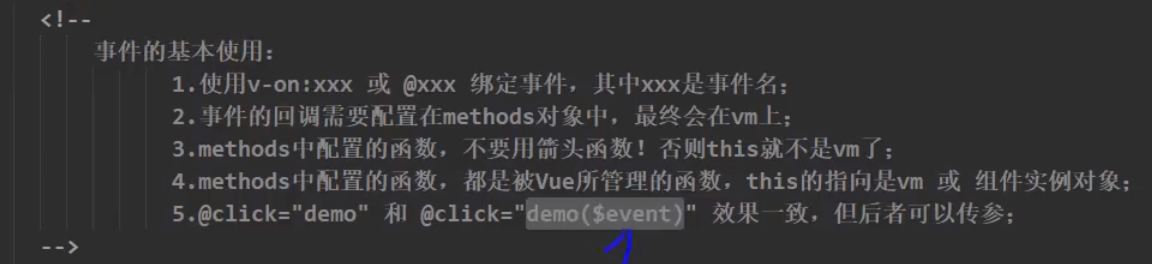 <!--
事件的基本使用：
1.使用v-on:xxx 或 @xxx 绑定事件，其中xxx是事件名；
2.事件的回调需要配置在methods对象中，最终会在vm上；
3.methods中配置的函数，不要用箭头函数！否则this就不是vm了；
4.methods中配置的函数，都是被Vue所管理的函数，this的指向是vm 或 组件实例对象；
5.@click="demo" 和 @click="demo($event)" 效果一致，但后者可以传参；
-->